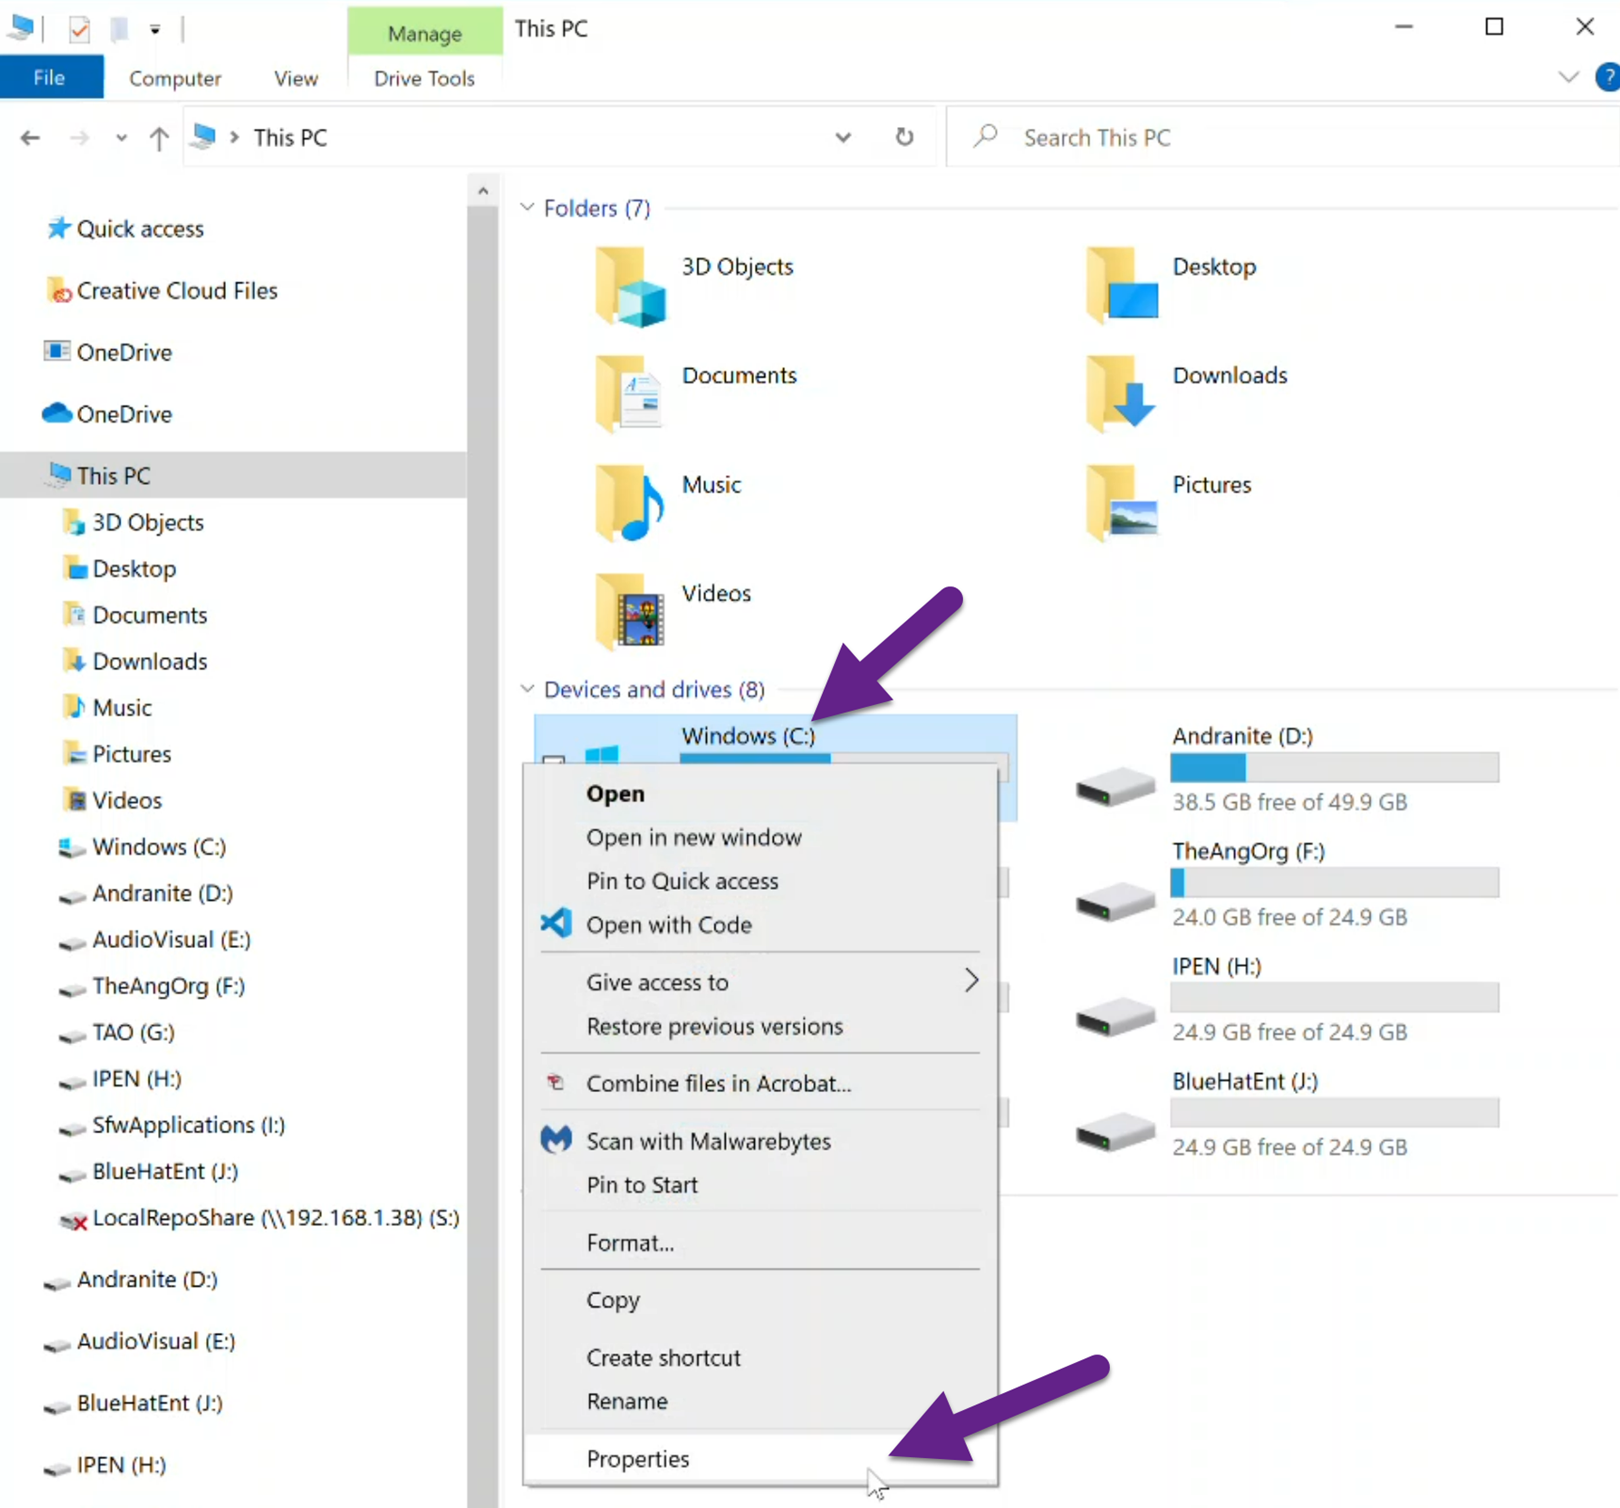 Manage
This PC
File
Computer
View
Drive Tools
?
This PC
Search This PC
Quick access
Creative Cloud Files
OneDrive
OneDrive
This PC
3D Objects
Desktop
Documents
Downloads
Music
Pictures
Videos
Windows (C:)
Andranite (D:)
AudioVisual (E:)
TheAngOrg (F:)
TAO (G:)
IPEN (H:)
SfwApplications (I:)
BlueHatEnt (J:)
LocalRepoShare (\\192.168.1.38) (S:)
Andranite (D:)
AudioVisual (E:)
BlueHatEnt (J:)
IPEN (H:)
Folders (7)
3D Objects
Desktop
Documents
Downloads
Music
Pictures
Videos
Devices and drives (8)
Windows (C:)
Andranite (D:)
38.5 GB free of 49.9 GB
TheAngOrg (F:)
24.0 GB free of 24.9 GB
IPEN (H:)
24.9 GB free of 24.9 GB
BlueHatEnt (J:)
24.9 GB free of 24.9 GB
Open
Open in new window
Pin to Quick access
Open with Code
Give access to
Restore previous versions
Combine files in Acrobat...
Scan with Malwarebytes
Pin to Start
Format...
Copy
Create shortcut
Rename
Properties